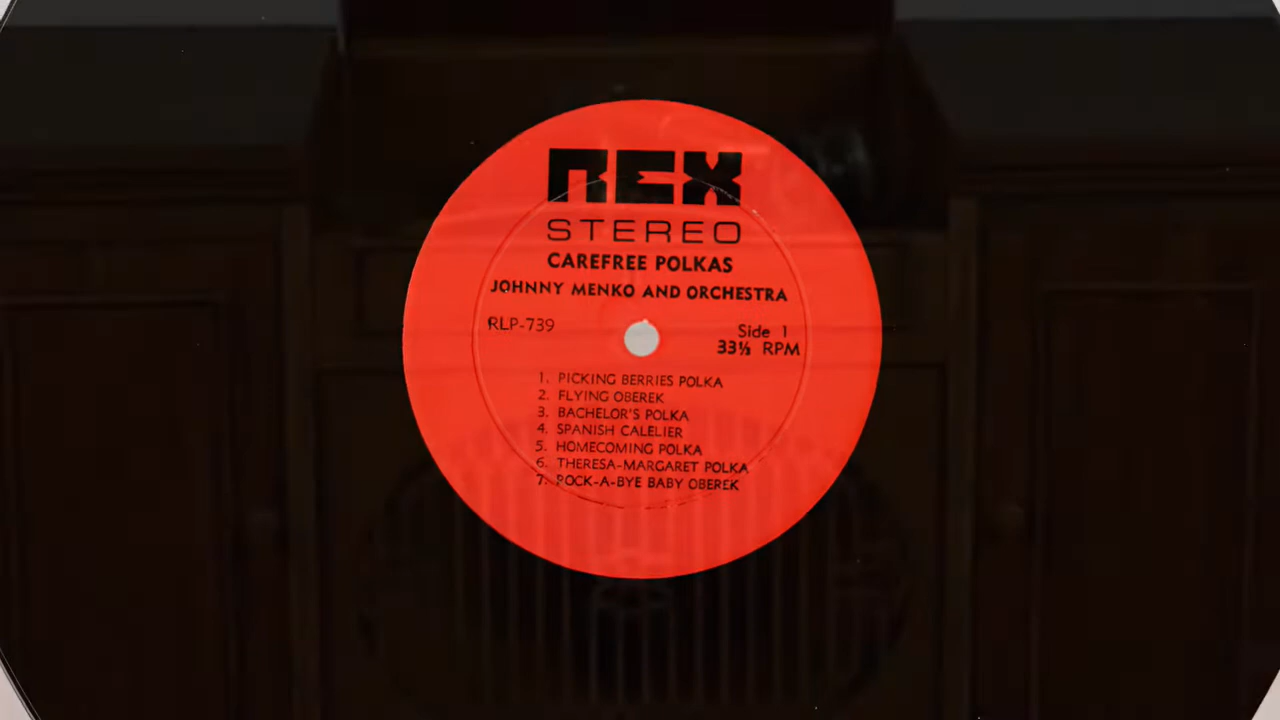 REX
STEREO
CAREFREE POLKAS
JOHNNY MENKO AND ORCHESTRA
RLP-739
Side 1
33⅓ RPM
1. PICKING BERRIES POLKA
2. FLYING OBEREK
3. BACHELOR'S POLKA
4. SPANISH CALELIER
5. HOMECOMING POLKA
6. THERESA-MARGARET POLKA
7. ROCK-A-BYE BABY OBEREK